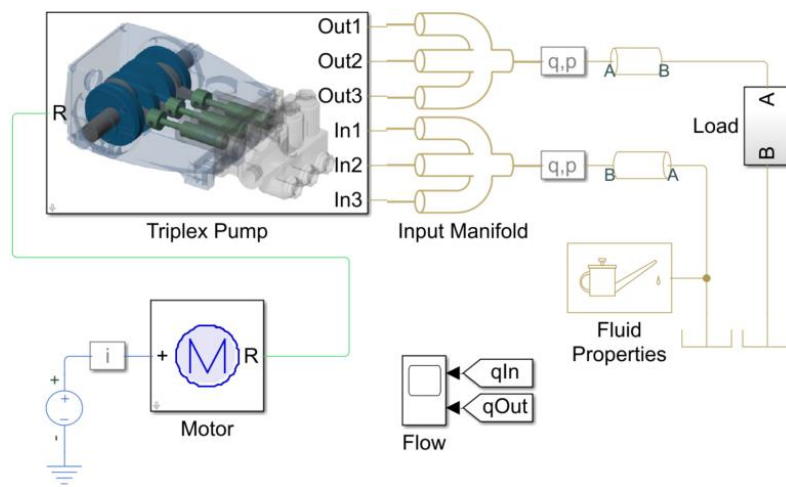 Out1
Out2
Out3
R
In1
In2
In3
Triplex Pump
Input Manifold
q,p
A
B
q,p
B
A
Load
A
B
Fluid
Properties
+
i
+
R
M
-
Motor
qIn
qOut
Flow